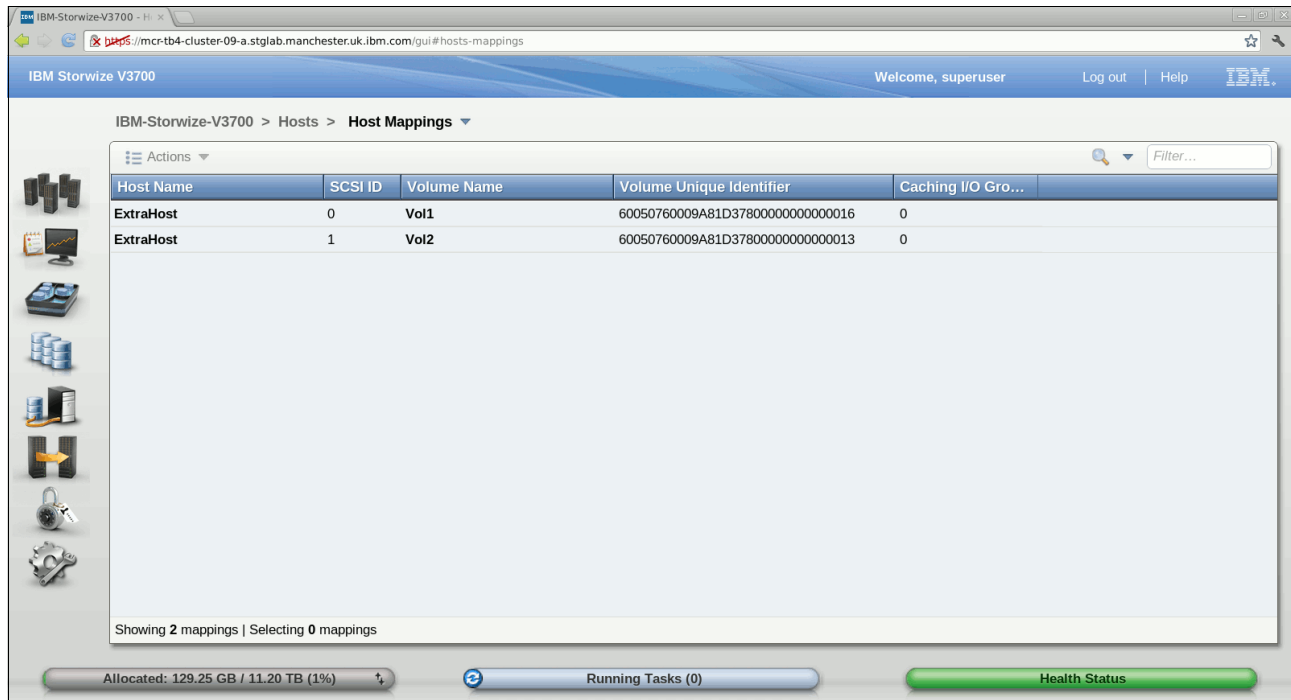 IBM-Storwize-V3700 - H
https://mcr-tb4-cluster-09-a.stglab.manchester.uk.ibm.com/gui#hosts-mappings
IBM Storwize V3700 Welcome, superuser Log out | Help IBM.
IBM-Storwize-V3700 > Hosts > Host Mappings
Actions Filter...
Host Name SCSI ID Volume Name Volume Unique Identifier Caching I/O Gro...
ExtraHost 0 Vol1 60050760009A81D37800000000000016 0
ExtraHost 1 Vol2 60050760009A81D37800000000000013 0
Showing 2 mappings | Selecting 0 mappings
Allocated: 129.25 GB / 11.20 TB (1%) Running Tasks (0) Health Status